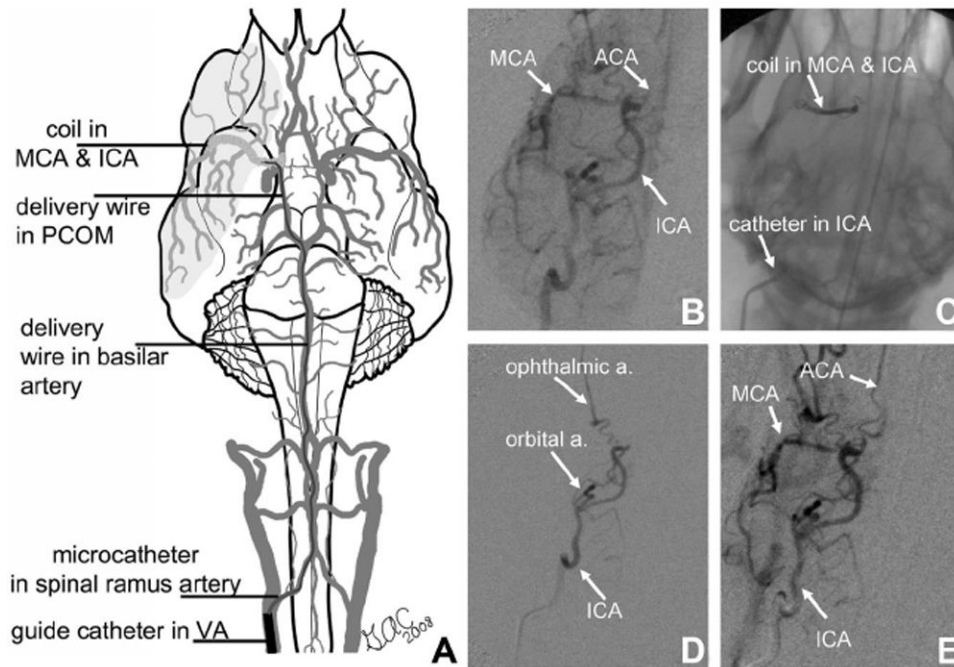 coil in
MCA & ICA
delivery wire
in PCOM
delivery
wire in basilar
artery
microcatheter
in spinal ramus artery
guide catheter in VA
2008
A
MCA
ACA
ICA
B
coil in MCA & ICA
catheter in ICA
C
ophthalmic a.
orbital a.
ICA
D
ACA
MCA
ICA
E